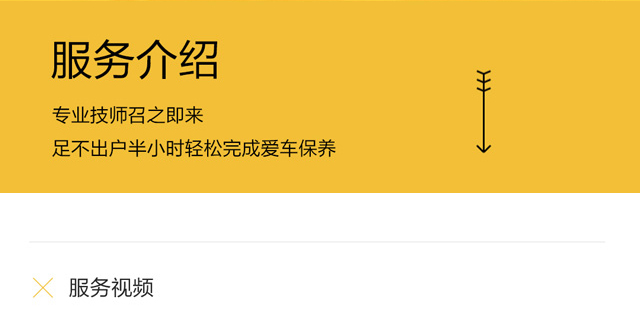 服务介绍
专业技师召之即来
足不出户半小时轻松完成爱车保养
服务视频